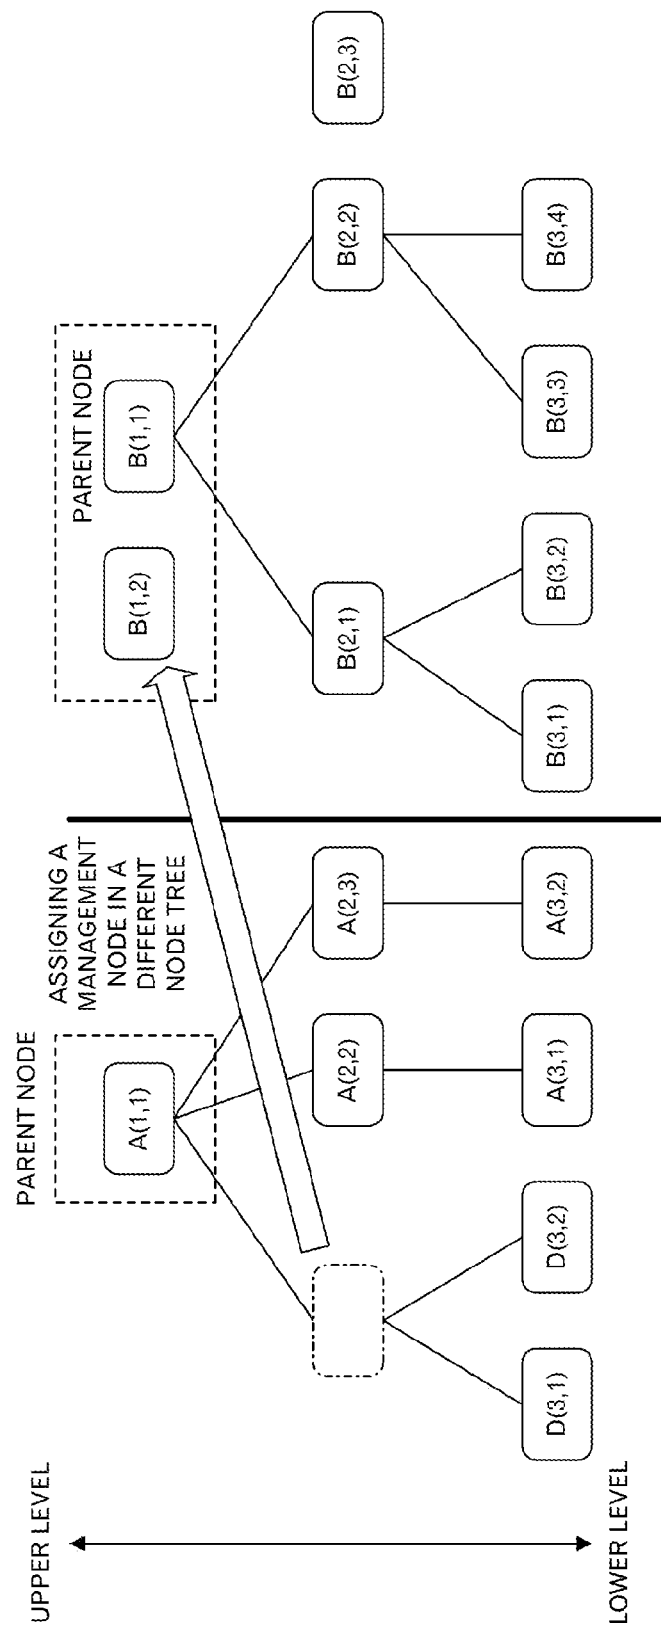 UPPER LEVEL
LOWER LEVEL
PARENT NODE
A(1,1)
ASSIGNING A
MANAGEMENT
NODE IN A
DIFFERENT
NODE TREE
A(2,2)
A(2,3)
D(3,1)
D(3,2)
A(3,1)
A(3,2)
PARENT NODE
B(1,2)
B(1,1)
B(2,1)
B(2,2)
B(2,3)
B(3,1)
B(3,2)
B(3,3)
B(3,4)